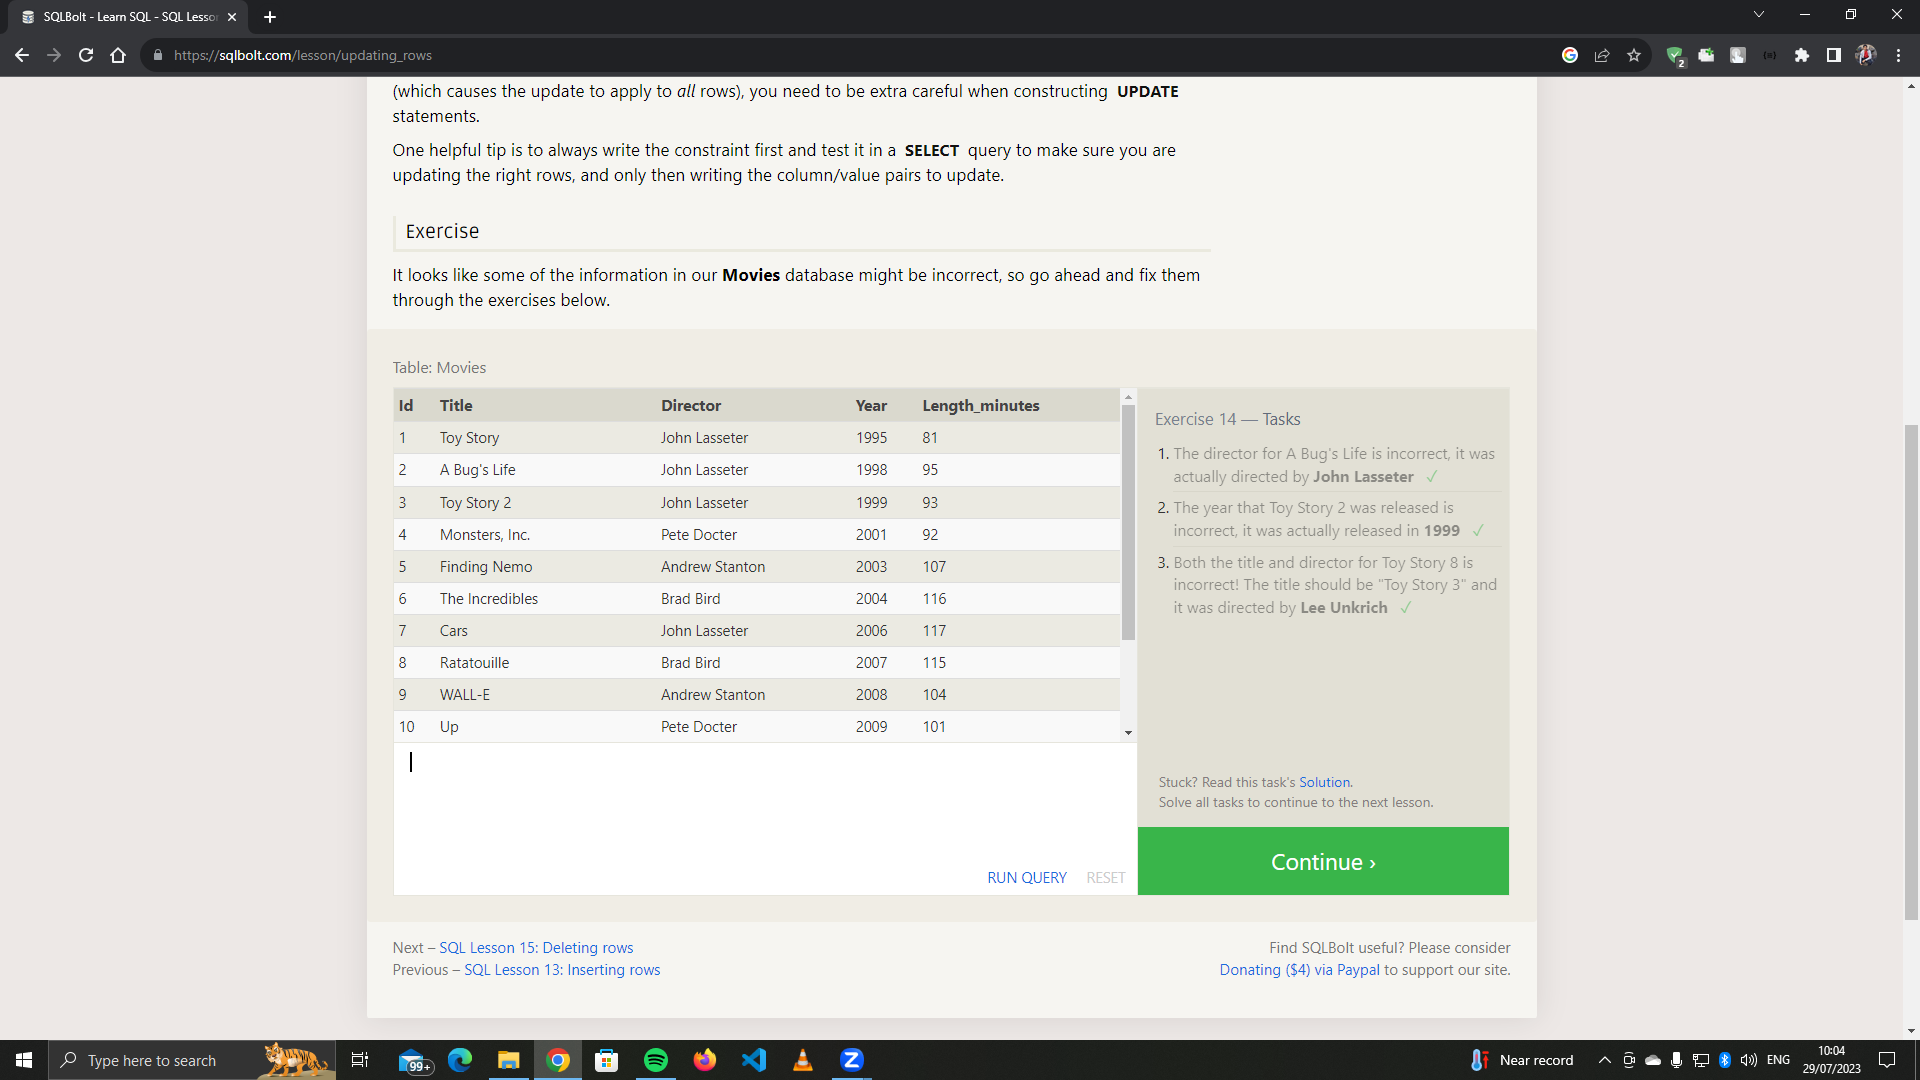 SQLBolt - Learn SQL - SQL Lesson
https://sqlbolt.com/lesson/updating_rows
2
(which causes the update to apply to all rows), you need to be extra careful when constructing UPDATE
statements.
One helpful tip is to always write the constraint first and test it in a SELECT query to make sure you are
updating the right rows, and only then writing the column/value pairs to update.
Exercise
It looks like some of the information in our Movies database might be incorrect, so go ahead and fix them
through the exercises below.
Table: Movies
Id Title Director Year Length_minutes
1 Toy Story John Lasseter 1995 81
2 A Bug's Life John Lasseter 1998 95
3 Toy Story 2 John Lasseter 1999 93
4 Monsters, Inc. Pete Docter 2001 92
5 Finding Nemo Andrew Stanton 2003 107
6 The Incredibles Brad Bird 2004 116
7 Cars John Lasseter 2006 117
8 Ratatouille Brad Bird 2007 115
9 WALL-E Andrew Stanton 2008 104
10 Up Pete Docter 2009 101
RUN QUERY RESET
Exercise 14 — Tasks
1. The director for A Bug's Life is incorrect, it was
actually directed by John Lasseter ✓
2. The year that Toy Story 2 was released is
incorrect, it was actually released in 1999 ✓
3. Both the title and director for Toy Story 8 is
incorrect! The title should be "Toy Story 3" and
it was directed by Lee Unkrich ✓
Stuck? Read this task's Solution.
Solve all tasks to continue to the next lesson.
Continue ›
Next – SQL Lesson 15: Deleting rows
Previous – SQL Lesson 13: Inserting rows
Find SQLBolt useful? Please consider
Donating ($4) via Paypal to support our site.
Type here to search
99+
Near record
ENG
10:04
29/07/2023